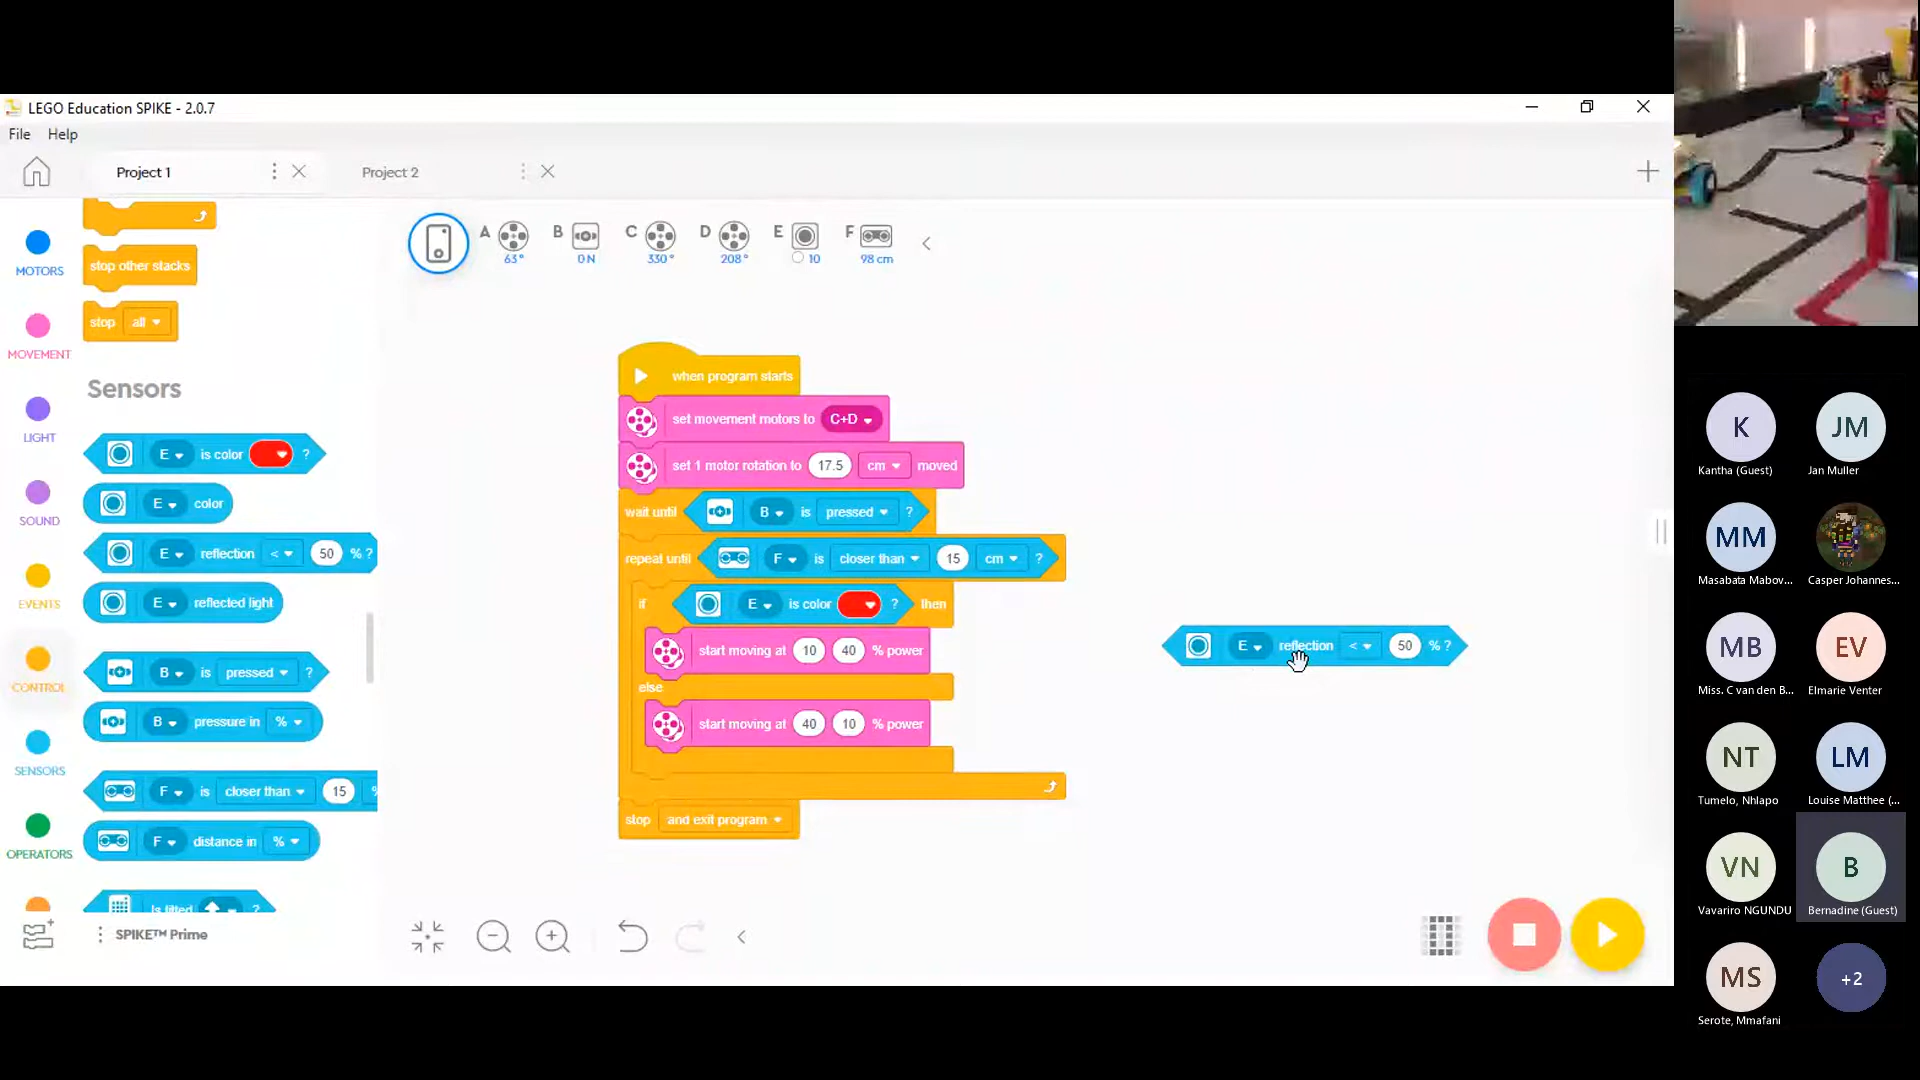 LEGO Education SPIKE - 2.0.7
File Help
Project 1
Project 2
MOTORS
MOVEMENT
LIGHT
SOUND
EVENTS
CONTROL
SENSORS
OPERATORS
stop other stacks
stop all
Sensors
E is color ?
E color
E reflection < 50 % ?
E reflected light
B is pressed ?
B pressure in %
F is closer than 15 %
F distance in %
is tilted ?
SPIKE™ Prime
A B C D E F
63° 0 N 330° 208° 10 98 cm
when program starts
set movement motors to C+D
set 1 motor rotation to 17.5 cm moved
wait until B is pressed ?
repeat until F is closer than 15 cm ?
if E is color ? then
start moving at 10 40 % power
else
start moving at 40 10 % power
stop and exit program
E reflection < 50 % ?
K JM
Kantha (Guest) Jan Muller
MM
Masabata Mabov... Casper Johannes...
MB EV
Miss. C van den B... Elmarie Venter
NT LM
Tumelo, Nhlapo Louise Matthee (...
VN B
Vavariro NGUNDU Bernadine (Guest)
MS +2
Serote, Mmafani